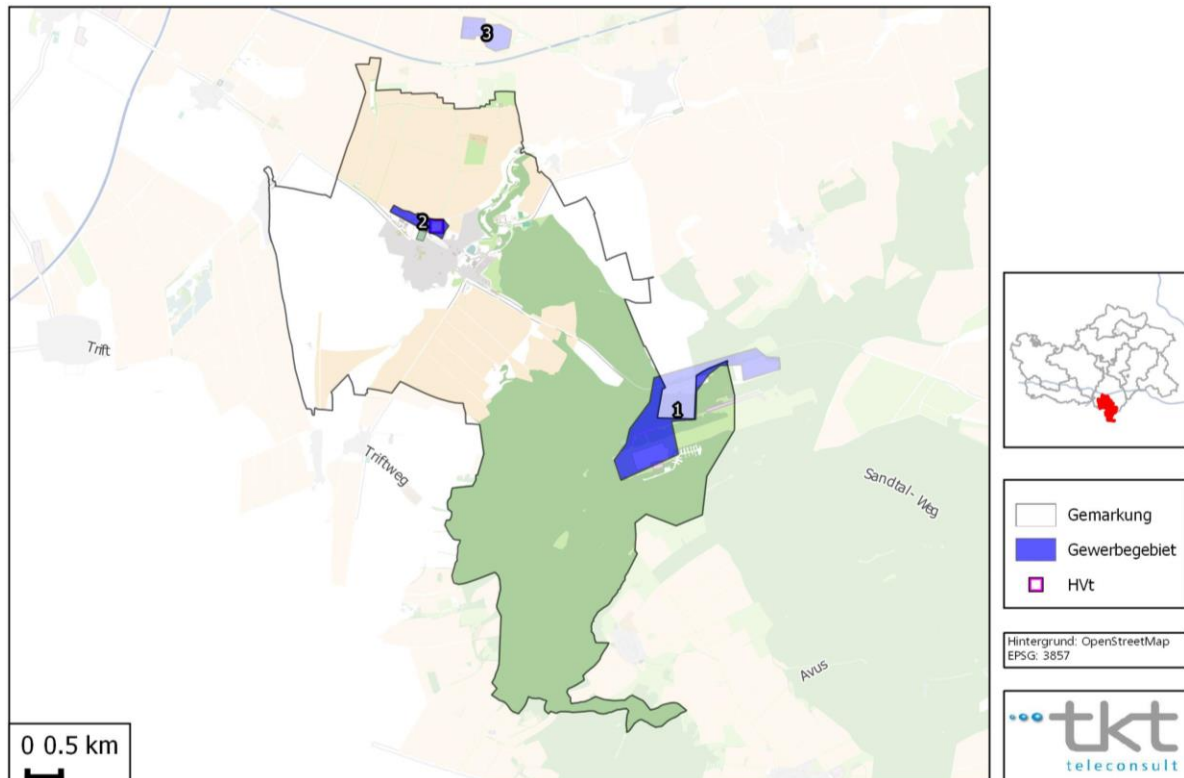 3
2
Trift
1
Triftweg
Sandtal-Weg
Avus
0 0.5 km
Gemarkung
Gewerbegebiet
HVt
Hintergrund: OpenStreetMap
EPSG: 3857
tkt
teleconsult